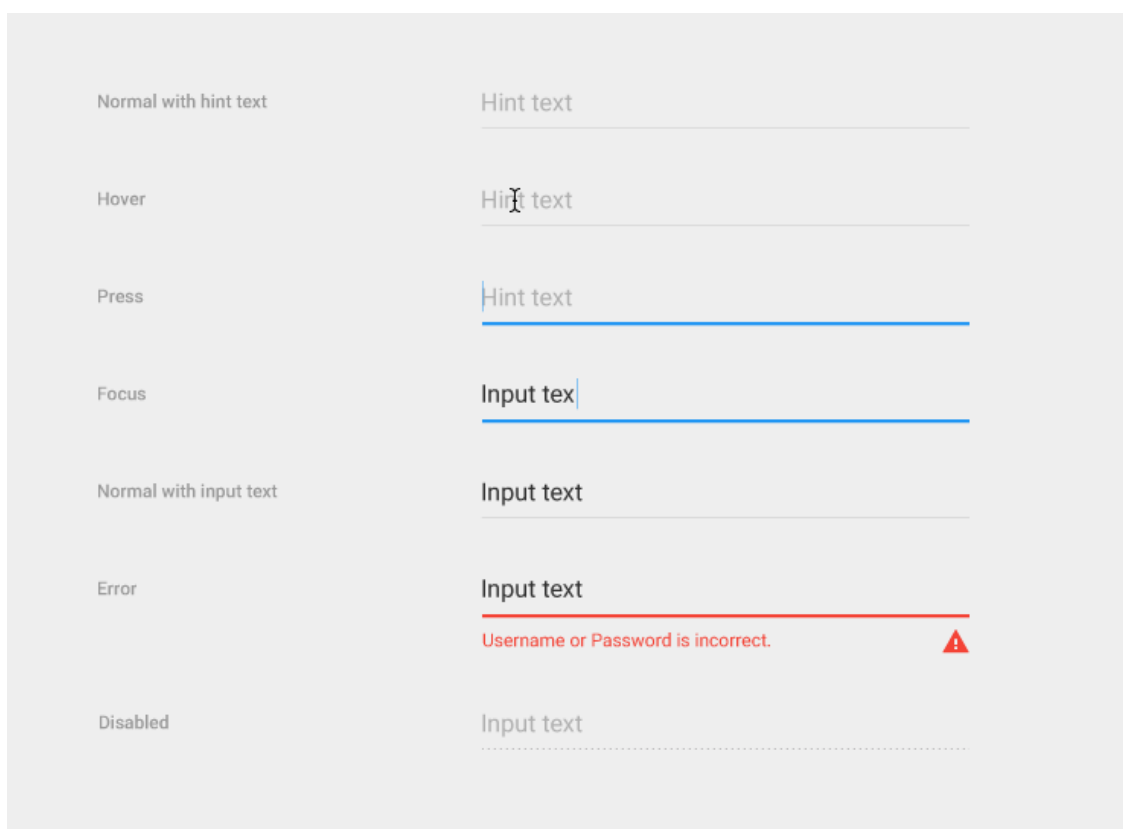 Normal with hint text Hint text
Hover Hint text
Press Hint text
Focus Input tex
Normal with input text Input text
Error Input text
Username or Password is incorrect.
Disabled Input text